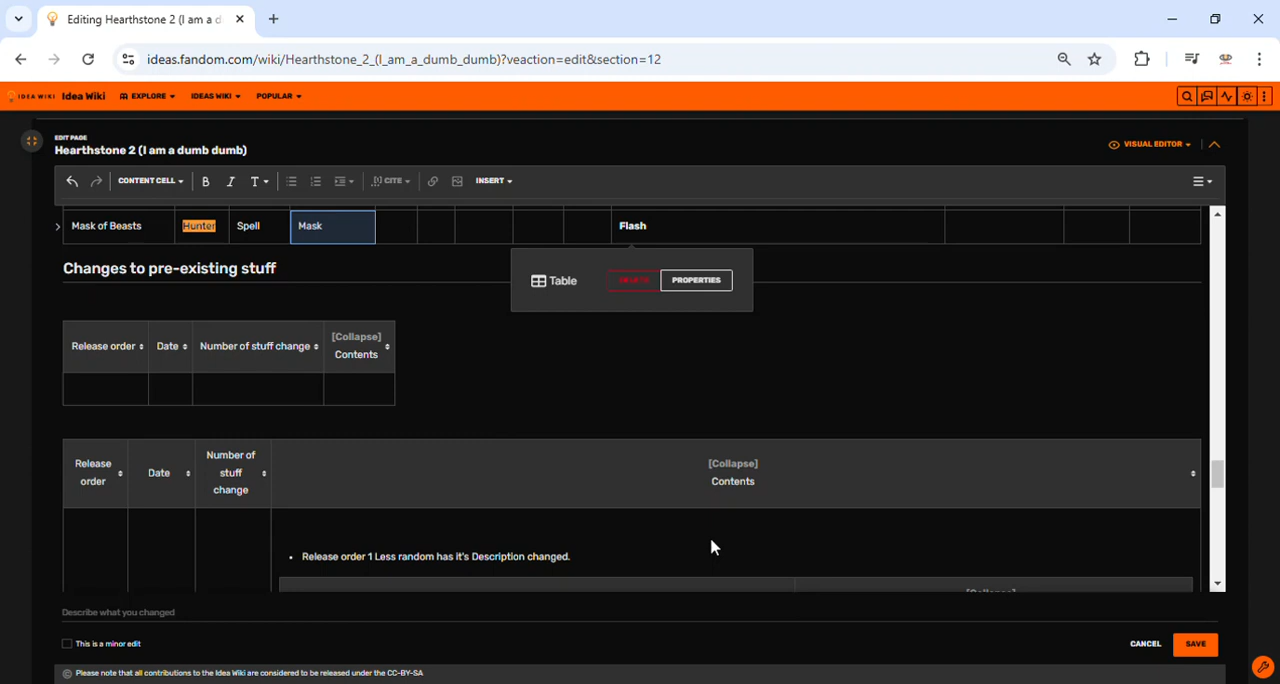 Editing Hearthstone 2 (I am a d
ideas.fandom.com/wiki/Hearthstone_2_(I_am_a_dumb_dumb)?veaction=edit&section=12
IDEA WIKI Idea Wiki EXPLORE IDEAS WIKI POPULAR
EDIT PAGE
Hearthstone 2 (I am a dumb dumb)
VISUAL EDITOR
CONTENT CELL B I T CITE INSERT
Mask of Beasts Hunter Spell Mask Flash
Changes to pre-existing stuff
Table DELETE PROPERTIES
Release order Date Number of stuff change [Collapse] Contents
Release order Date Number of stuff change [Collapse] Contents
• Release order 1 Less random has it's Description changed.
[Collapse]
Describe what you changed
This is a minor edit
CANCEL SAVE
Please note that all contributions to the Idea Wiki are considered to be released under the CC-BY-SA